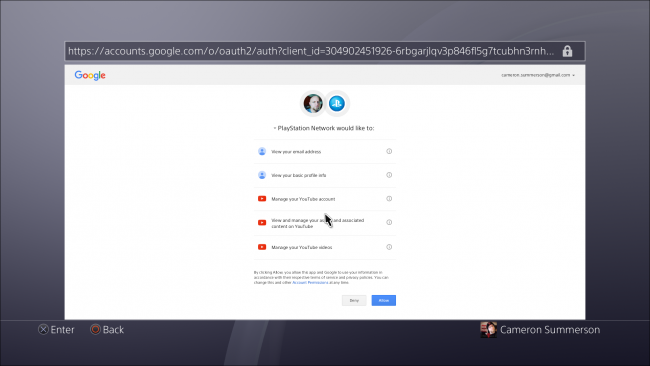 https://accounts.google.com/o/oauth2/auth?client_id=304902451926-6rbgarjlqv3p846fl5g7tcubhn3rnh...
Google
cameron.summerson@gmail.com
• PlayStation Network would like to:
View your email address
View your basic profile info
Manage your YouTube account
View and manage your and associated
content on YouTube
Manage your YouTube videos
By clicking Allow, you allow this app and Google to use your information in
accordance with their respective terms of service and privacy policies. You can
change this and other Account Permissions at any time.
Deny
Allow
Enter
Back
Cameron Summerson